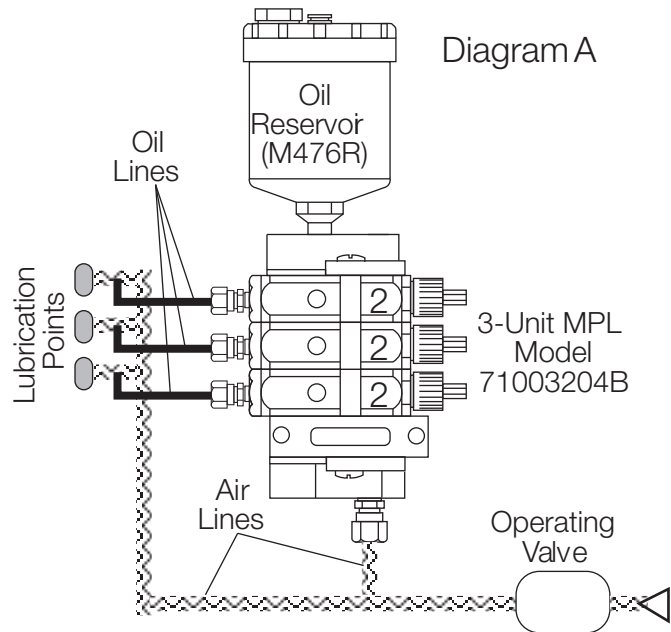 Diagram A
Oil
Reservoir
(M476R)
Oil
Lines
Lubrication
Points
2
2
2
3-Unit MPL
Model
71003204B
Air
Lines
Operating
Valve